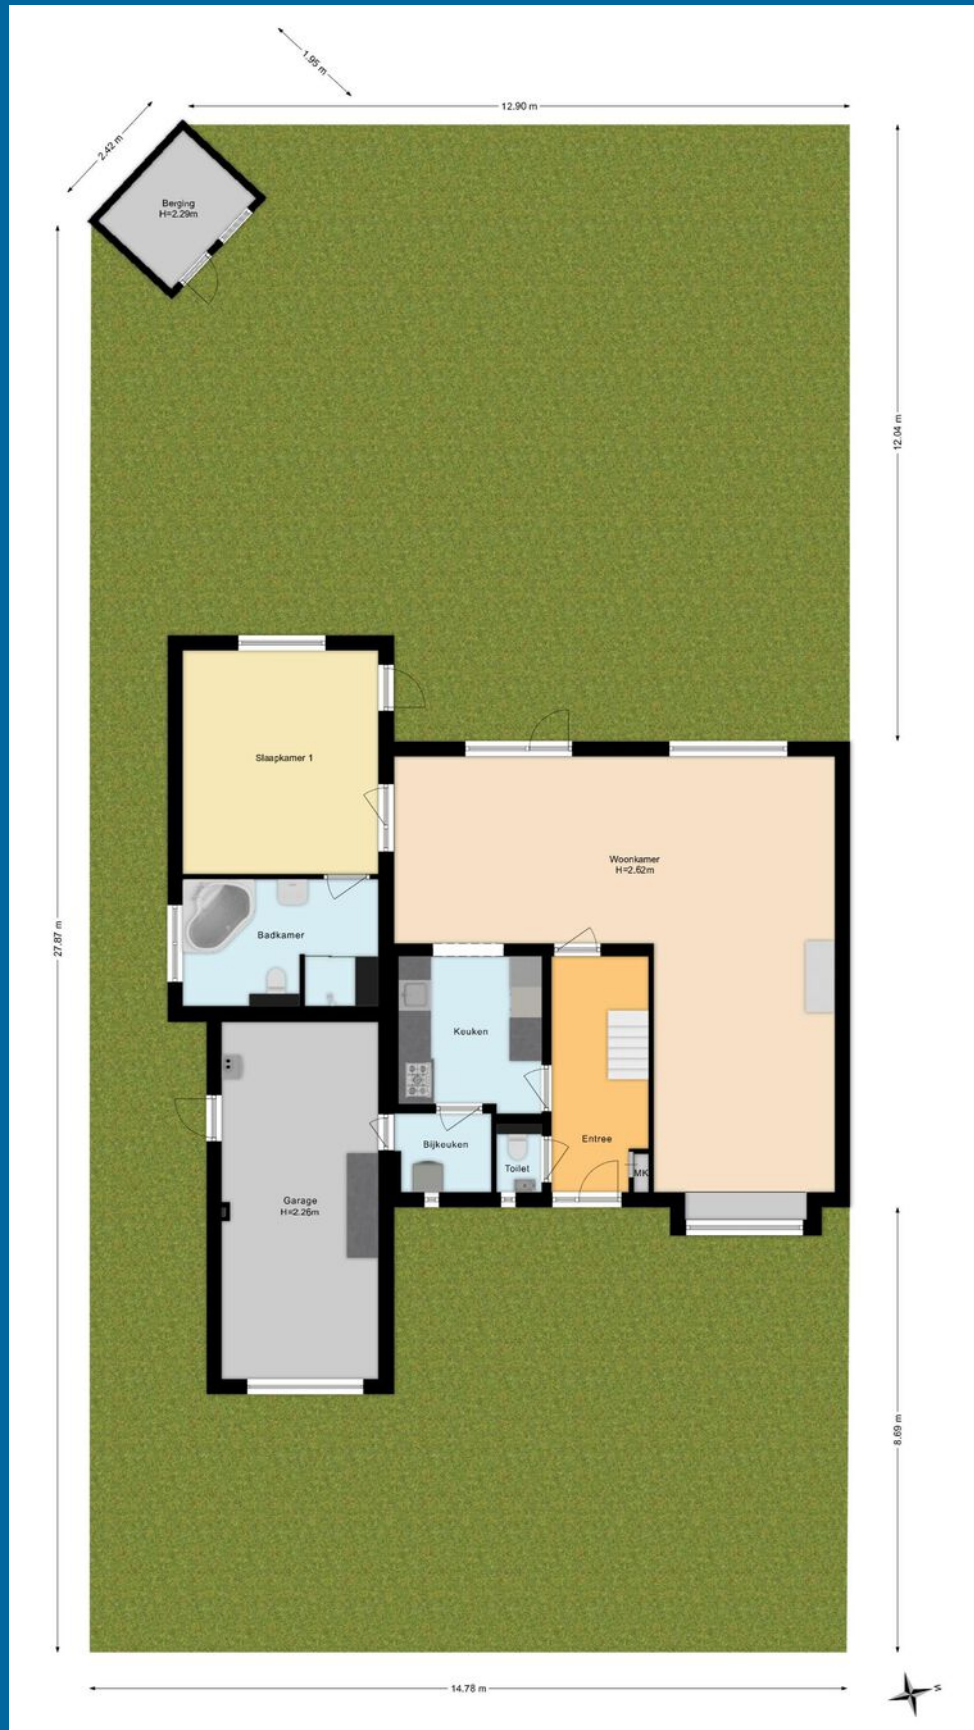 1.95 m
12.90 m
2.42 m
Berging
H=2.29m
12.04 m
Slaapkamer 1
Woonkamer
H=2.62m
27.87 m
Badkamer
Keuken
Entree
Bijkeuken
Toilet
MK
Garage
H=2.26m
8.69 m
14.78 m